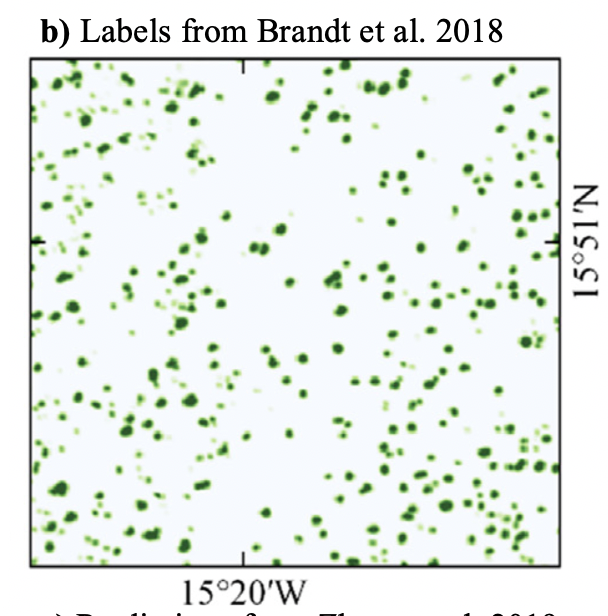 b) Labels from Brandt et al. 2018
15°51'N
15°20'W